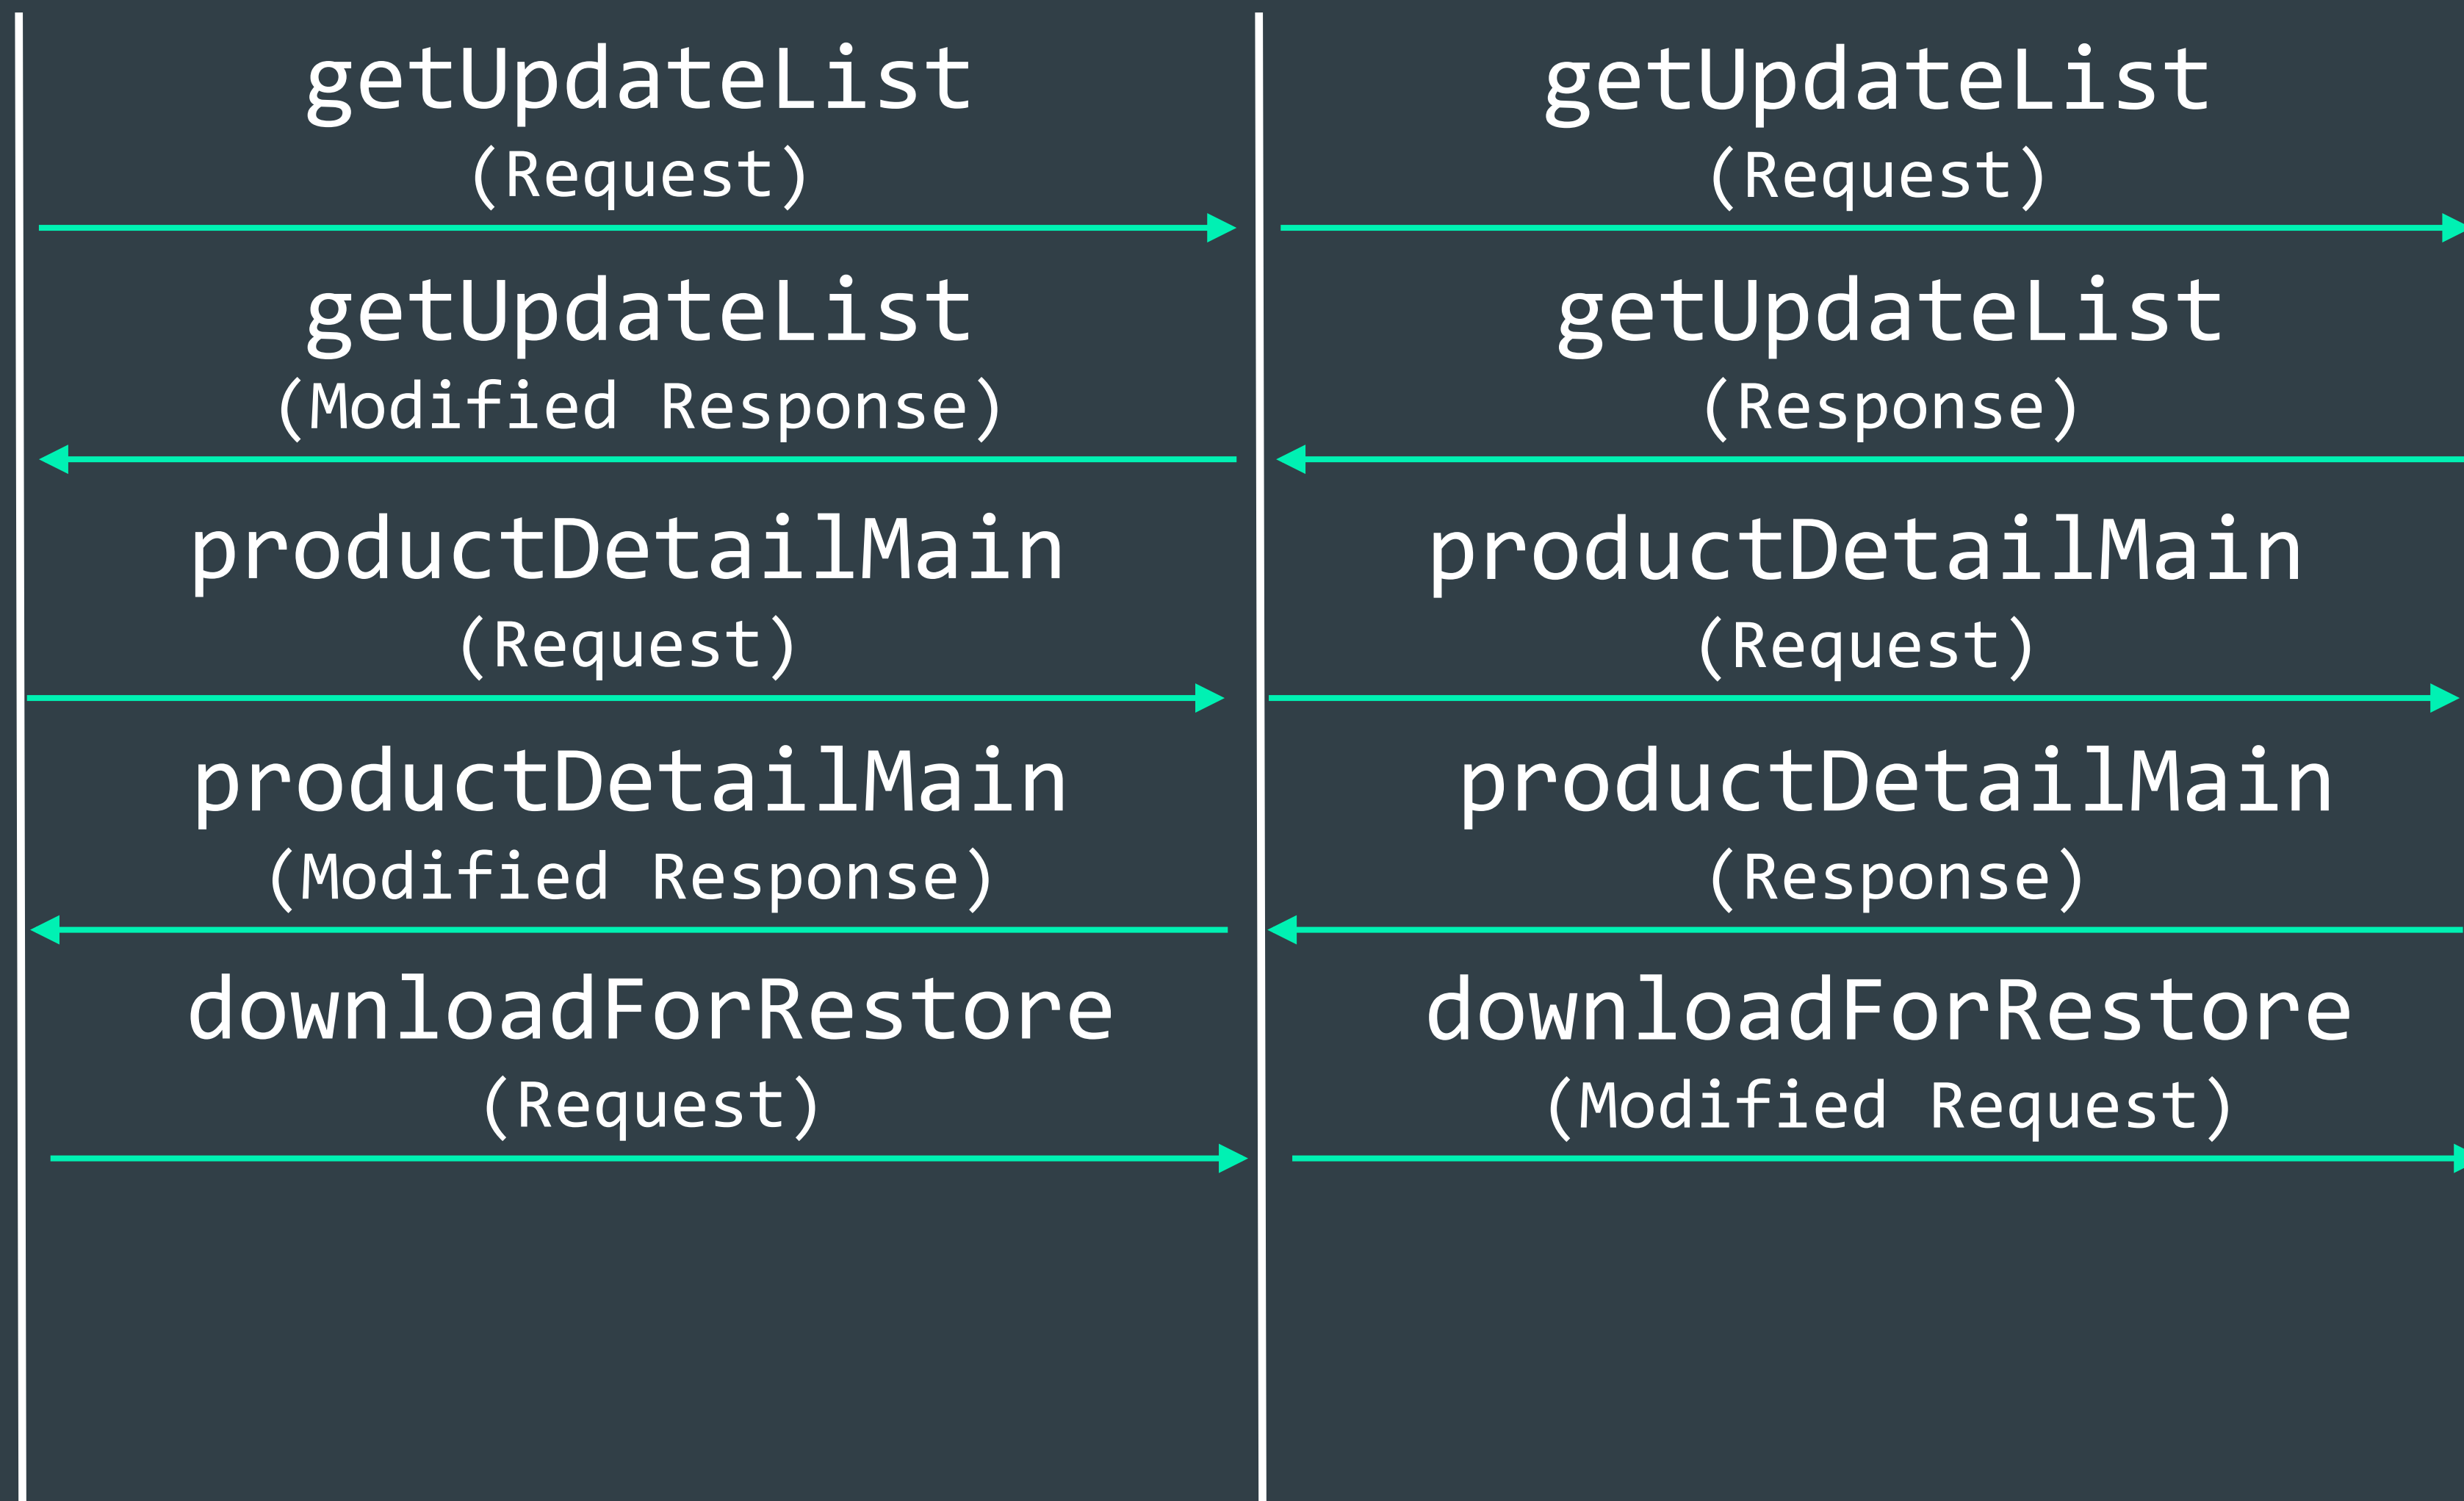 getUpdateList
(Request)
getUpdateList
(Request)
getUpdateList
(Modified Response)
getUpdateList
(Response)
productDetailMain
(Request)
productDetailMain
(Request)
productDetailMain
(Modified Response)
productDetailMain
(Response)
downloadForRestore
(Request)
downloadForRestore
(Modified Request)